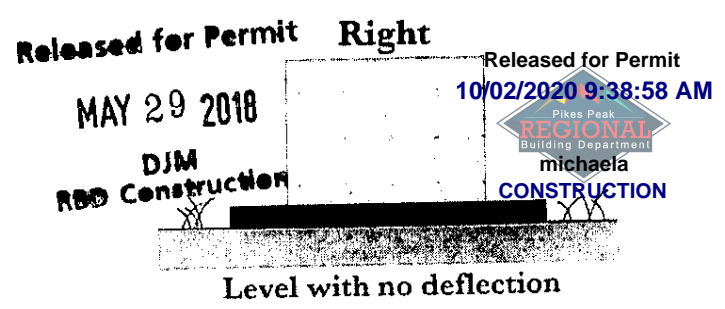 Released for Permit
MAY 29 2018
DJM
RBD Construction
Right
Released for Permit
10/02/2020 9:38:58 AM
Pikes Peak
REGIONAL
Building Department
michaela
CONSTRUCTION
Level with no deflection